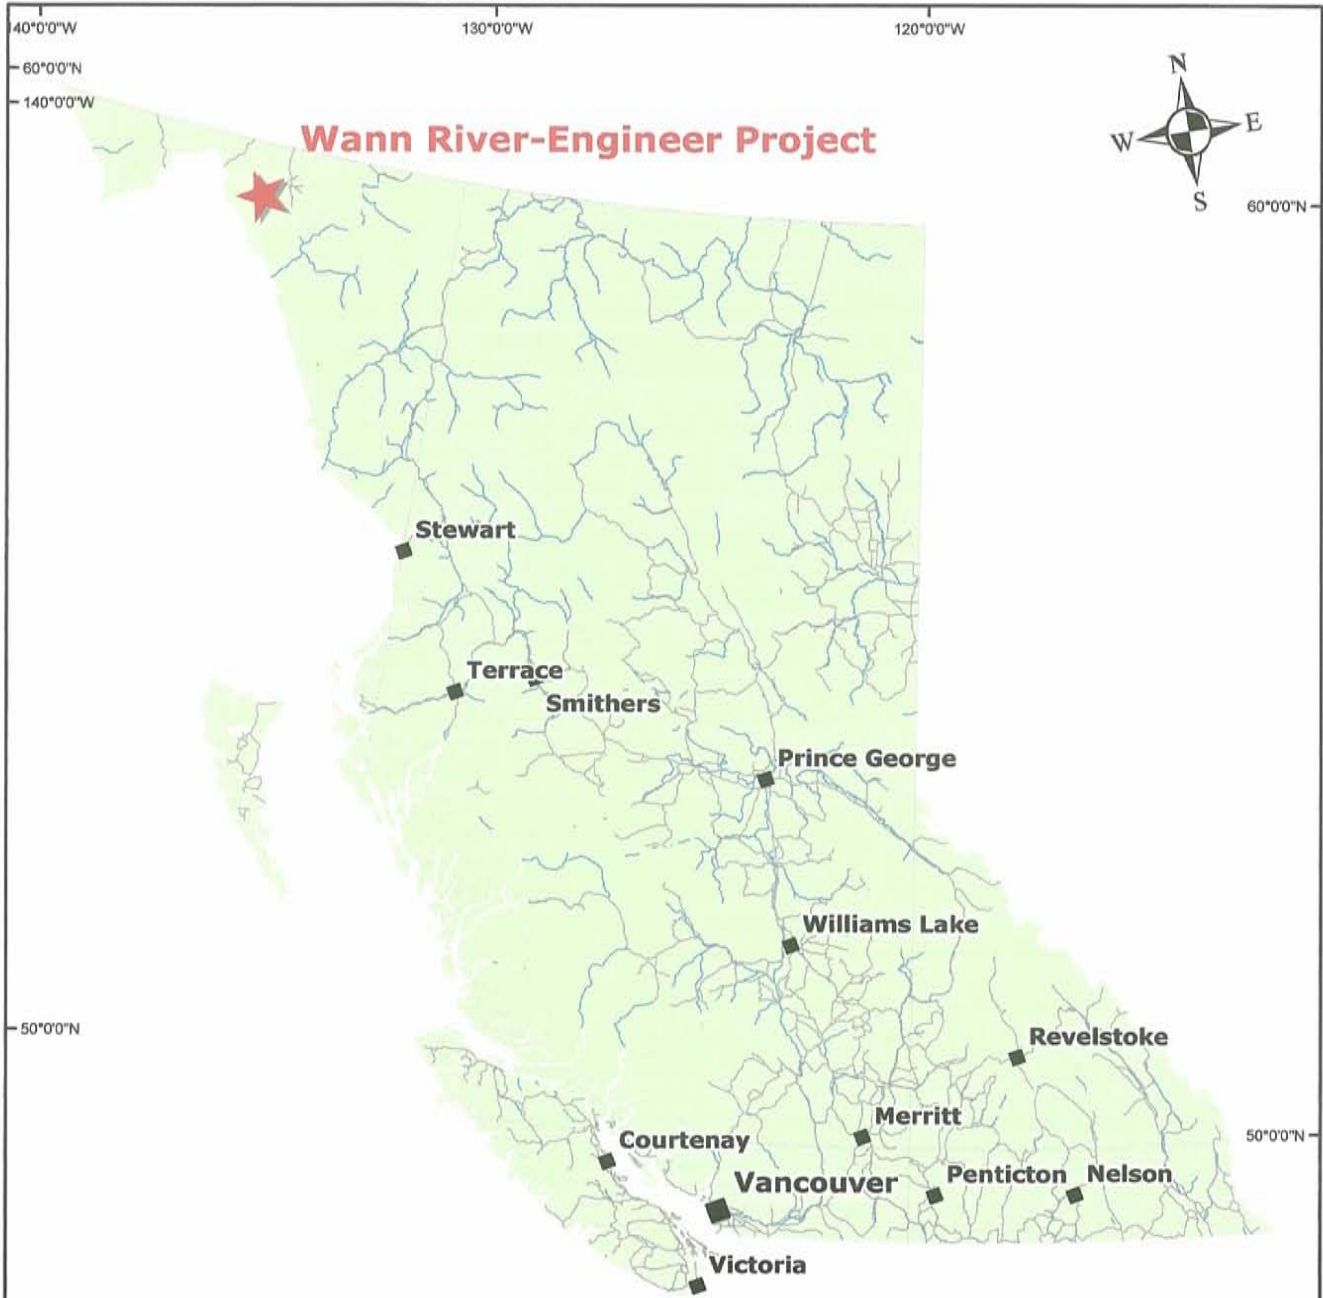 140°0'0"W
130°0'0"W
120°0'0"W
60°0'0"N
140°0'0"W
N
W
E
S
Wann River-Engineer Project
60°0'0"N
Stewart
Terrace
Smithers
Prince George
Williams Lake
50°0'0"N
Revelstoke
Merritt
50°0'0"N
Courtenay
Vancouver
Penticton
Nelson
Victoria